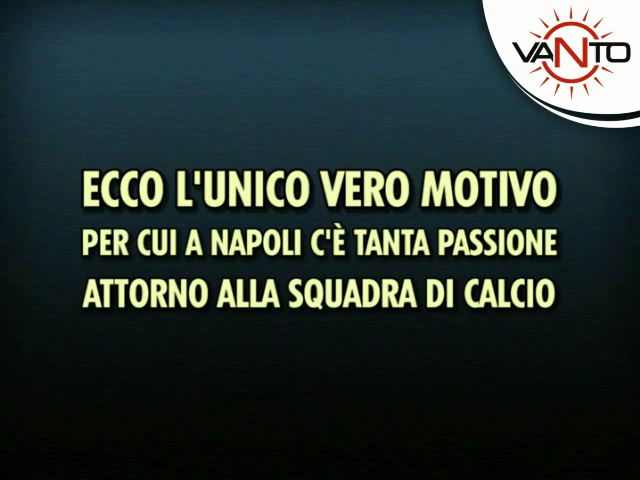 VANTO
ECCO L'UNICO VERO MOTIVO
PER CUI A NAPOLI C'È TANTA PASSIONE
ATTORNO ALLA SQUADRA DI CALCIO